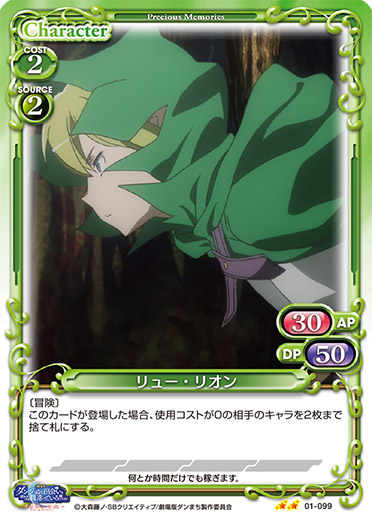 Precious Memories
Character
COST
2
SOURCE
2
30 AP
DP 50
リュー・リオン
[冒険]
このカードが登場した場合、使用コストが0の相手のキャラを2枚まで
捨て札にする。
何とか時間だけでも稼ぎます。
©大森藤ノ・SBクリエイティブ/劇場版ダンまち製作委員会
01-099